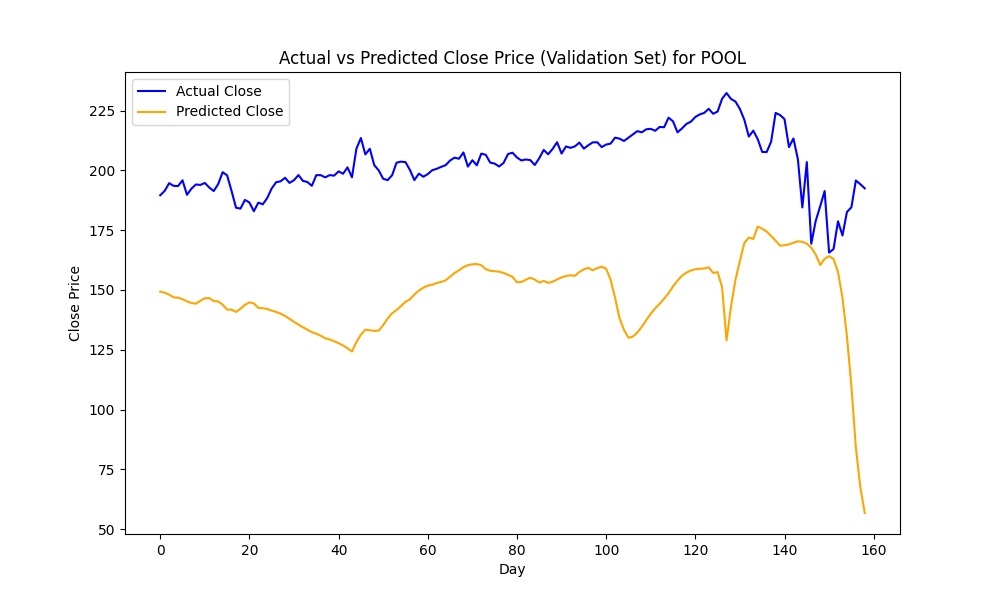 Actual vs Predicted Close Price (Validation Set) for POOL
Actual Close
Predicted Close
Close Price
225
200
175
150
125
100
75
50
0 20 40 60 80 100 120 140 160
Day